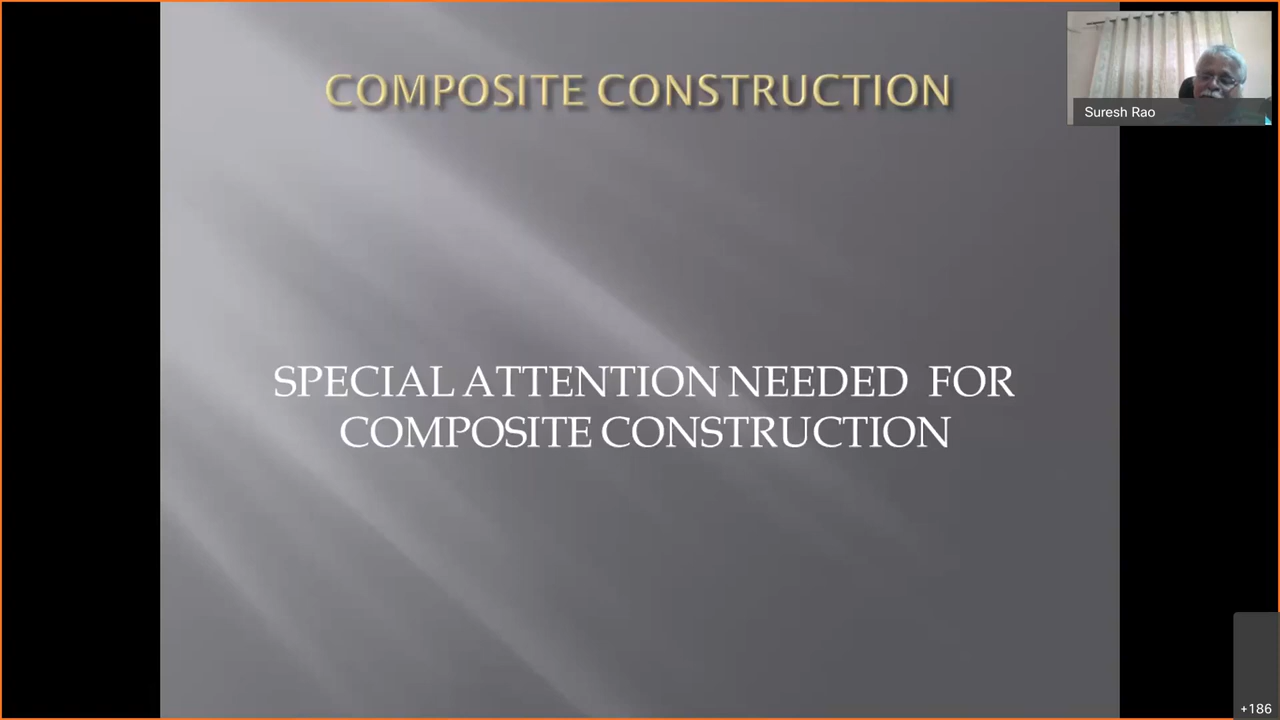 COMPOSITE CONSTRUCTION
Suresh Rao
SPECIAL ATTENTION NEEDED FOR
COMPOSITE CONSTRUCTION
+186